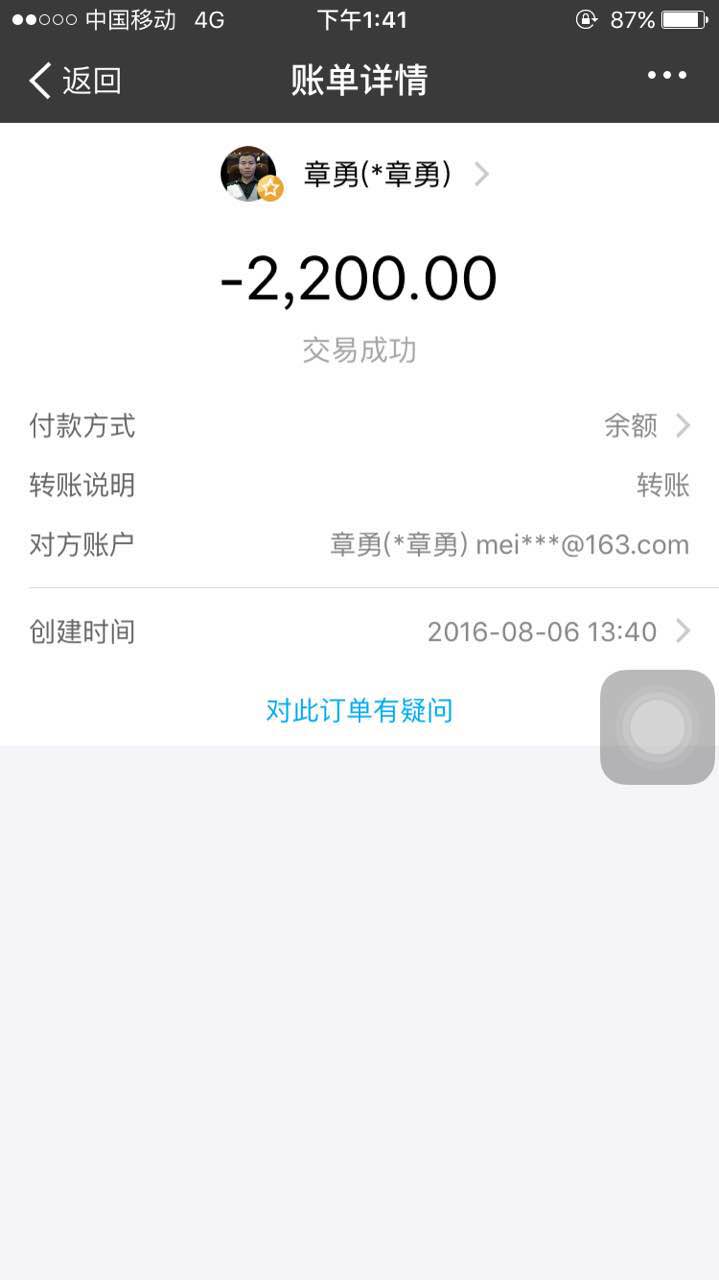 中国移动 4G 下午1:41 87%
返回 账单详情
章勇(*章勇)
-2,200.00
交易成功
付款方式 余额
转账说明 转账
对方账户 章勇(*章勇) mei***@163.com
创建时间 2016-08-06 13:40
对此订单有疑问